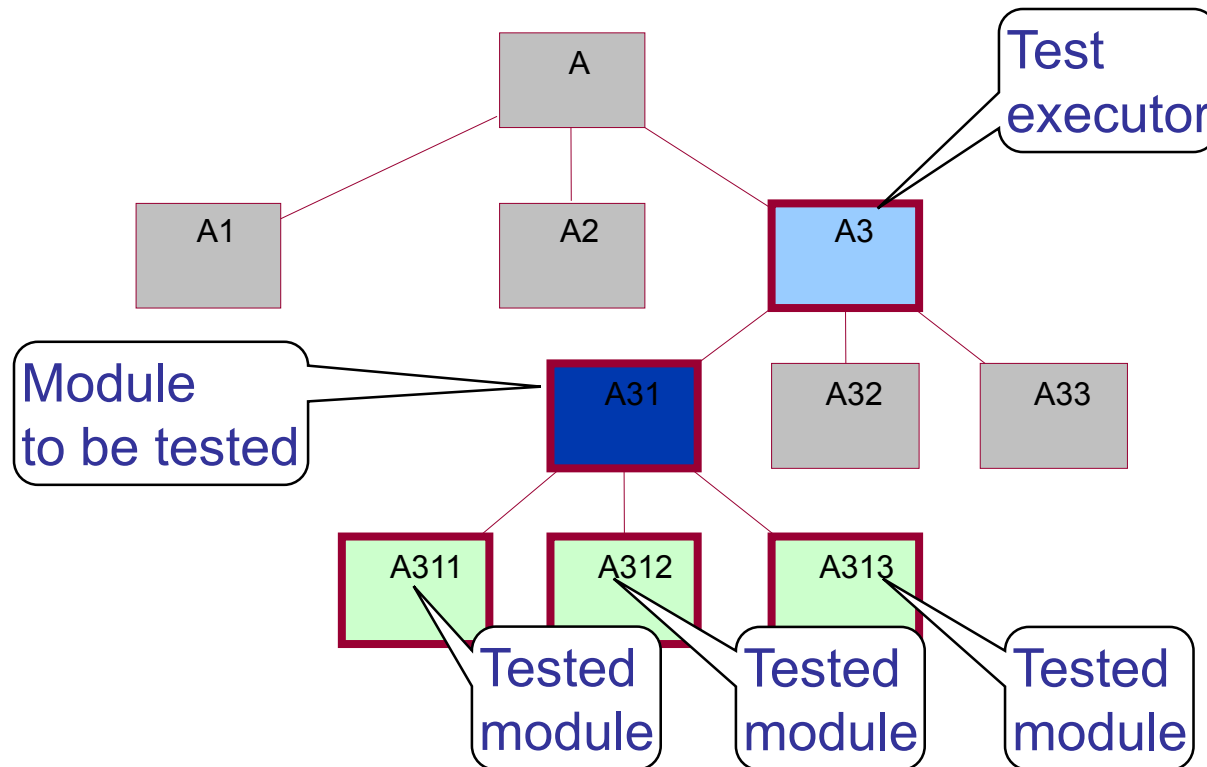 A
Test
executor
A1
A2
A3
Module
to be tested
A31
A32
A33
A311
A312
A313
Tested
module
Tested
module
Tested
module